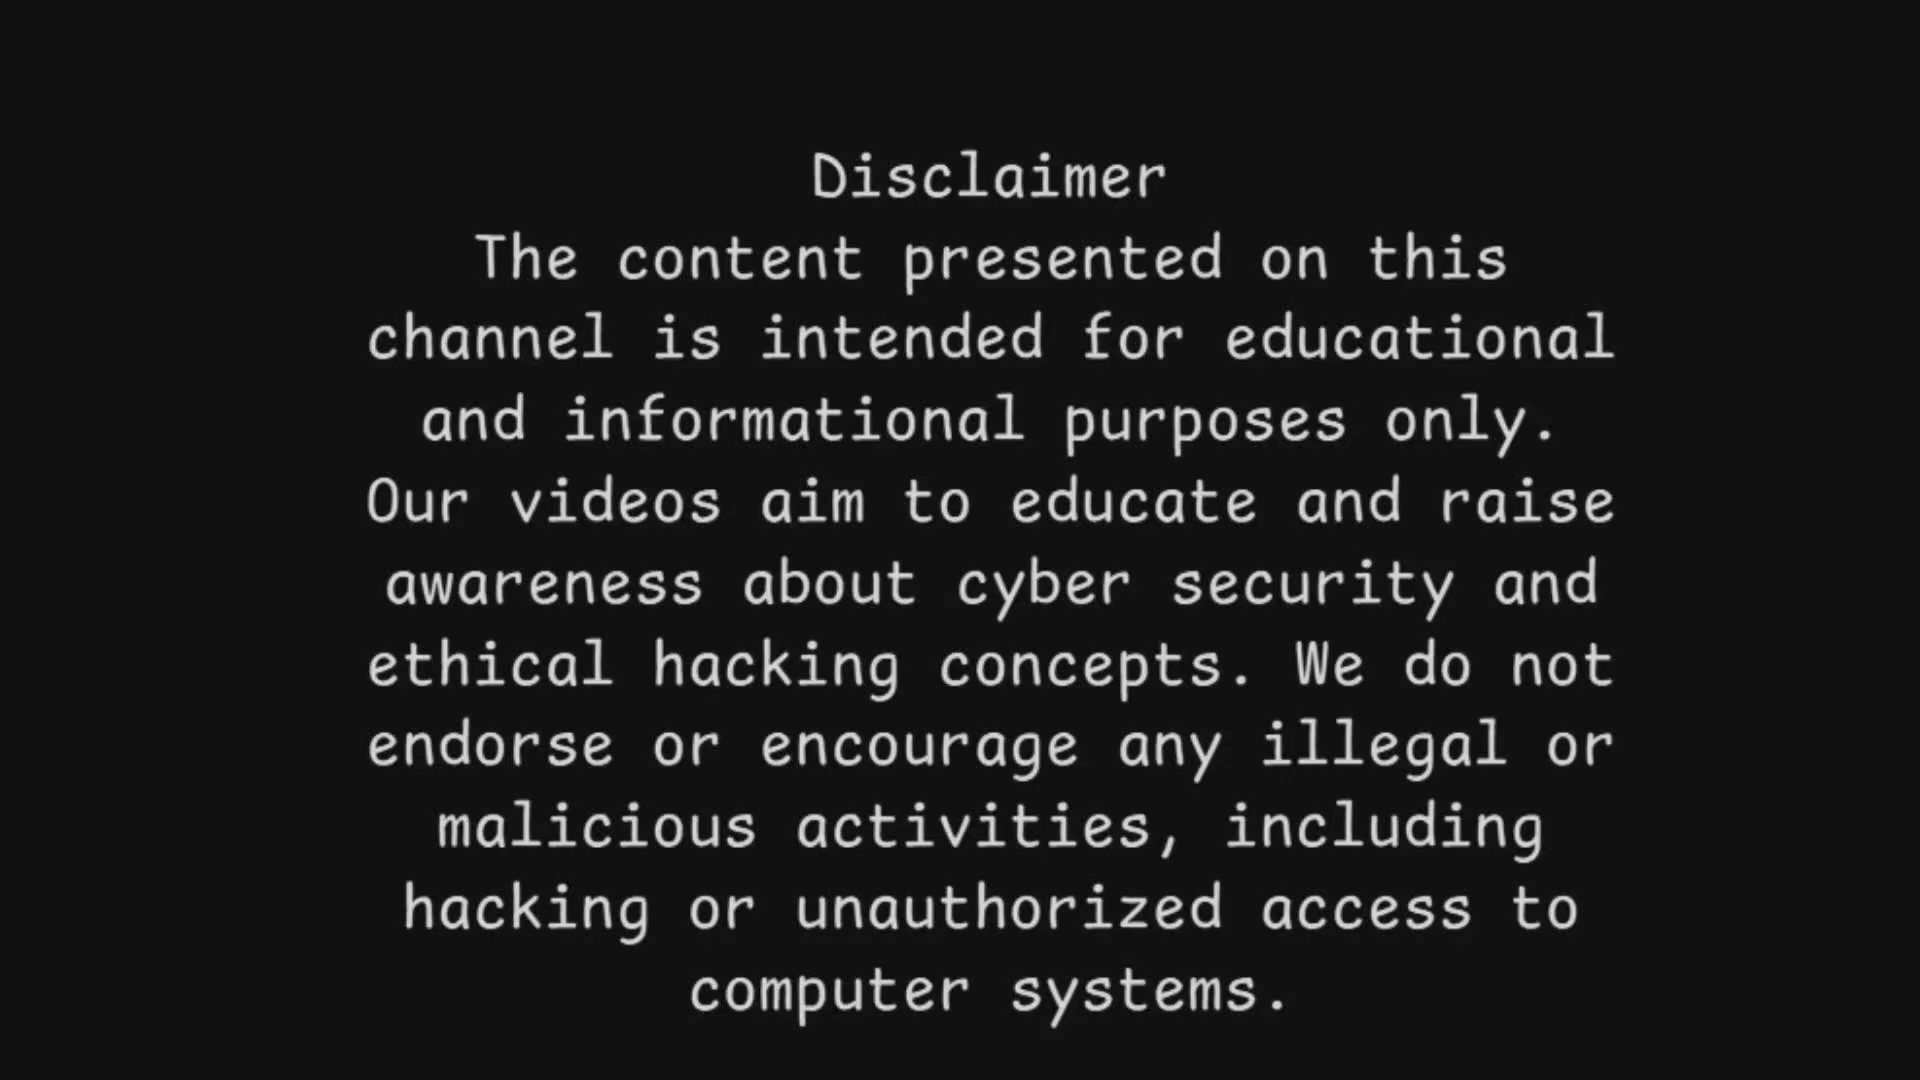 Disclaimer
The content presented on this
channel is intended for educational
and informational purposes only.
Our videos aim to educate and raise
awareness about cyber security and
ethical hacking concepts. We do not
endorse or encourage any illegal or
malicious activities, including
hacking or unauthorized access to
computer systems.